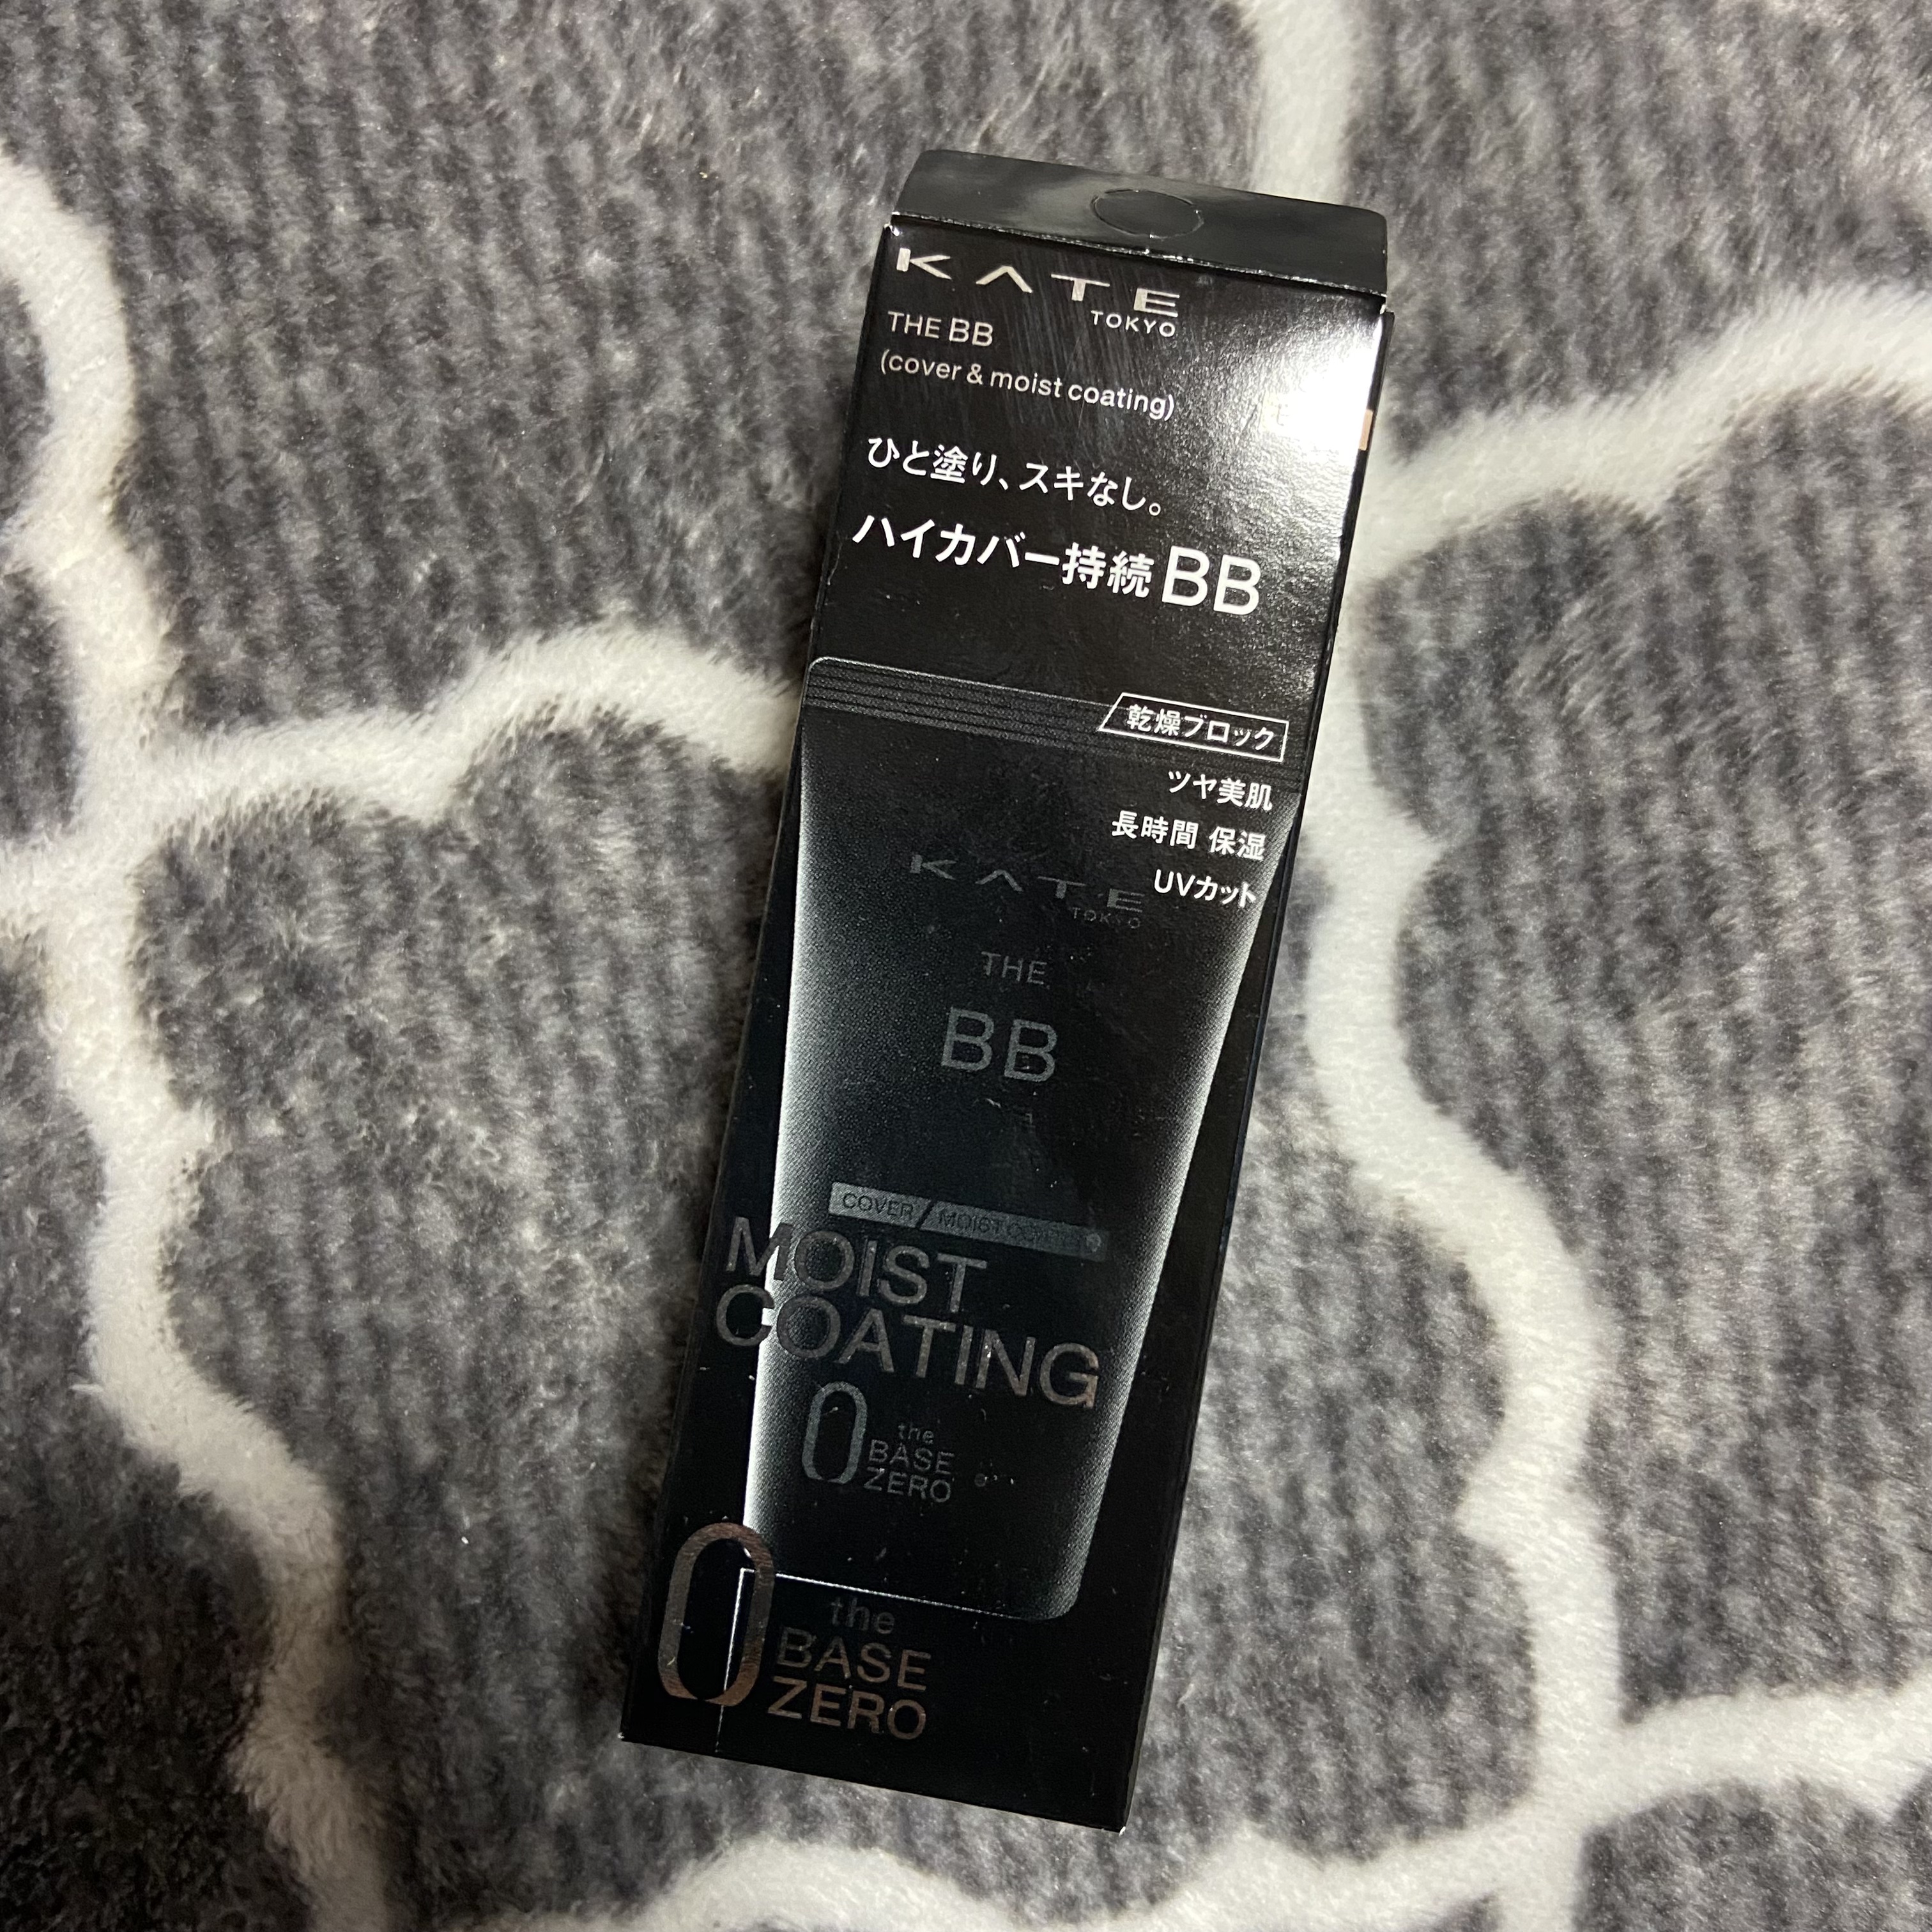 KATE
TOKYO
THE BB
(cover & moist coating)
ひと塗り、スキなし。
ハイカバー持続BB
乾燥ブロック
ツヤ美肌
長時間 保湿
UVカット
KATE
TOKYO
THE
BB
COVER / MOIST
MOIST
COATING
0 the
BASE
ZERO
0 the
BASE
ZERO